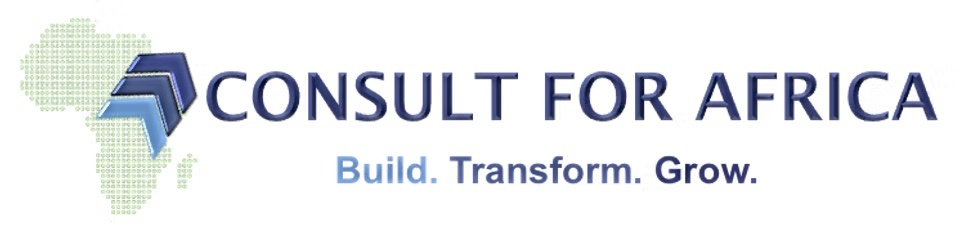 CONSULT FOR AFRICA
Build. Transform. Grow.